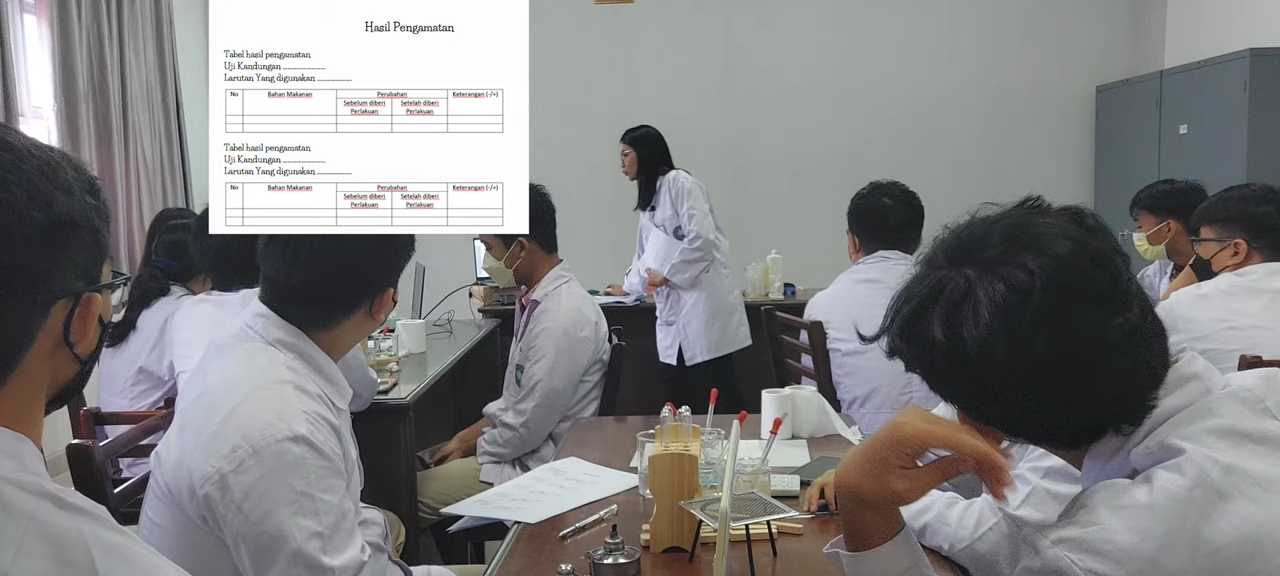 Hasil Pengamatan
Tabel hasil pengamatan
Uji Kandungan ........................
Larutan Yang digunakan ....................
No Bahan Makanan Perubahan Keterangan (-/+)
Sebelum diberi Perlakuan Setelah diberi Perlakuan
Tabel hasil pengamatan
Uji Kandungan ........................
Larutan Yang digunakan ....................
No Bahan Makanan Perubahan Keterangan (-/+)
Sebelum diberi Perlakuan Setelah diberi Perlakuan